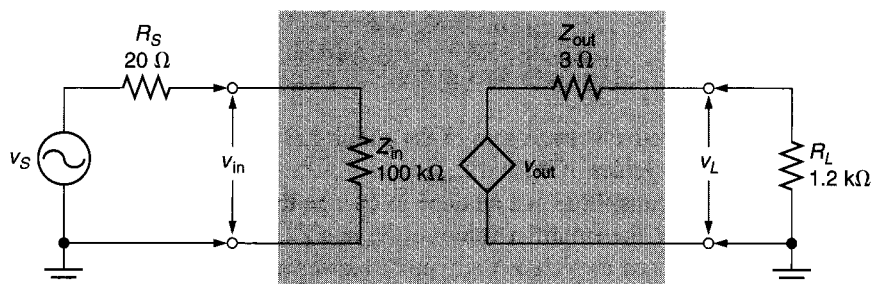 R_S
20 Ω
v_S
v_in
Z_in
100 kΩ
v_out
Z_out
3 Ω
v_L
R_L
1.2 kΩ